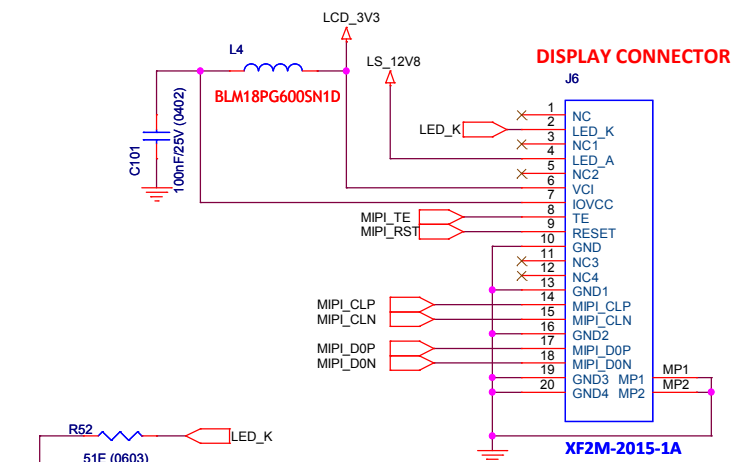 LCD_3V3
L4
LS_12V8
DISPLAY CONNECTOR
J6
BLM18PG600SN1D
C101
100nF/25V (0402)
LED_K
1 NC
2 LED_K
3 NC1
4 LED_A
5 NC2
6 VCI
7 IOVCC
MIPI_TE 8 TE
MIPI_RST 9 RESET
10 GND
11 NC3
12 NC4
13 GND1
MIPI_CLP 14 MIPI_CLP
MIPI_CLN 15 MIPI_CLN
16 GND2
MIPI_D0P 17 MIPI_D0P
MIPI_D0N 18 MIPI_D0N
19 GND3 MP1 MP1
20 GND4 MP2 MP2
XF2M-2015-1A
R52
LED_K
51E (0603)